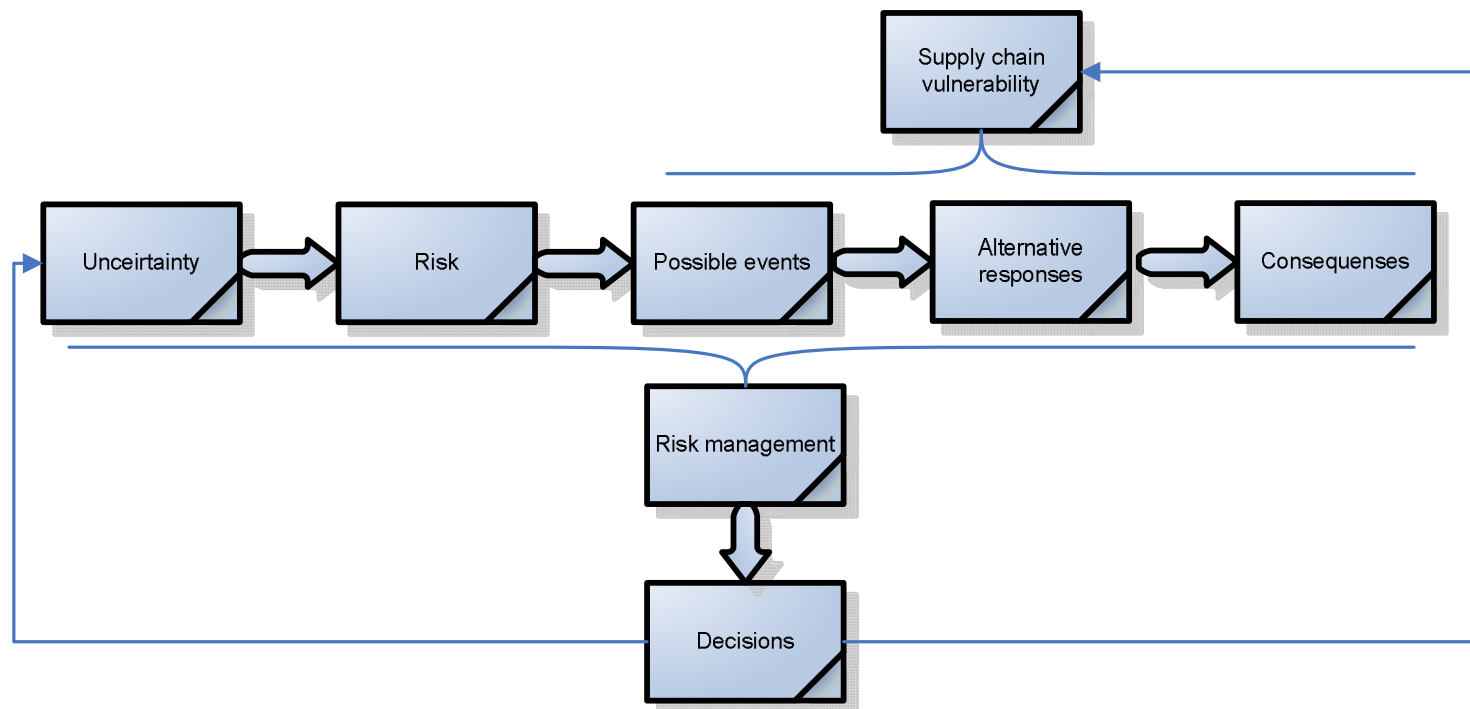 Supply chain
vulnerability
Unceirtainty
Risk
Possible events
Alternative
responses
Consequenses
Risk management
Decisions